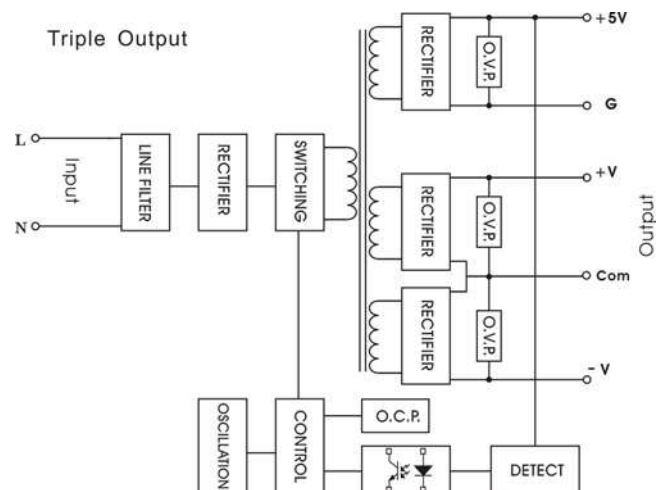 Triple Output
L
N
Input
LINE FILTER
RECTIFIER
SWITCHING
RECTIFIER
O.V.P.
+5V
G
RECTIFIER
O.V.P.
+V
Com
RECTIFIER
O.V.P.
- V
Output
OSCILLATION
CONTROL
O.C.P.
DETECT